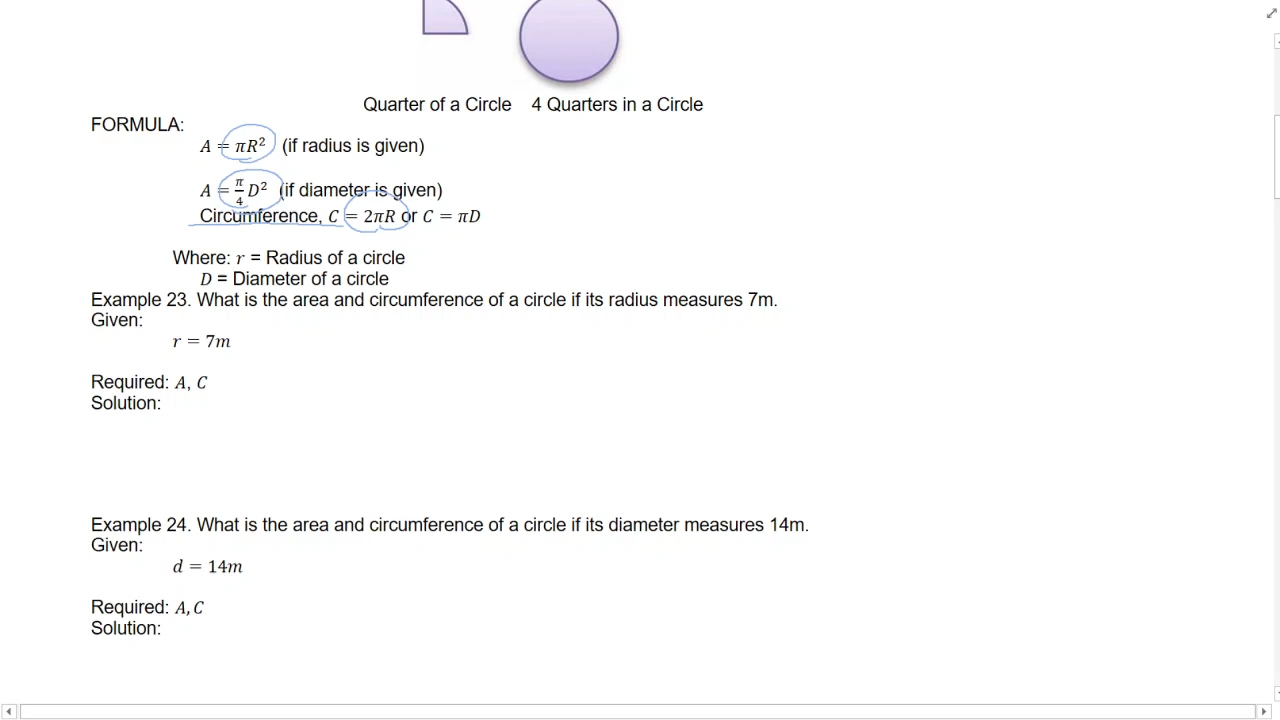 Quarter of a Circle 4 Quarters in a Circle
FORMULA:
A = πR² (if radius is given)
A = π/4 D² (if diameter is given)
Circumference, C = 2πR or C = πD
Where: r = Radius of a circle
D = Diameter of a circle
Example 23. What is the area and circumference of a circle if its radius measures 7m.
Given:
r = 7m
Required: A, C
Solution:
Example 24. What is the area and circumference of a circle if its diameter measures 14m.
Given:
d = 14m
Required: A, C
Solution: